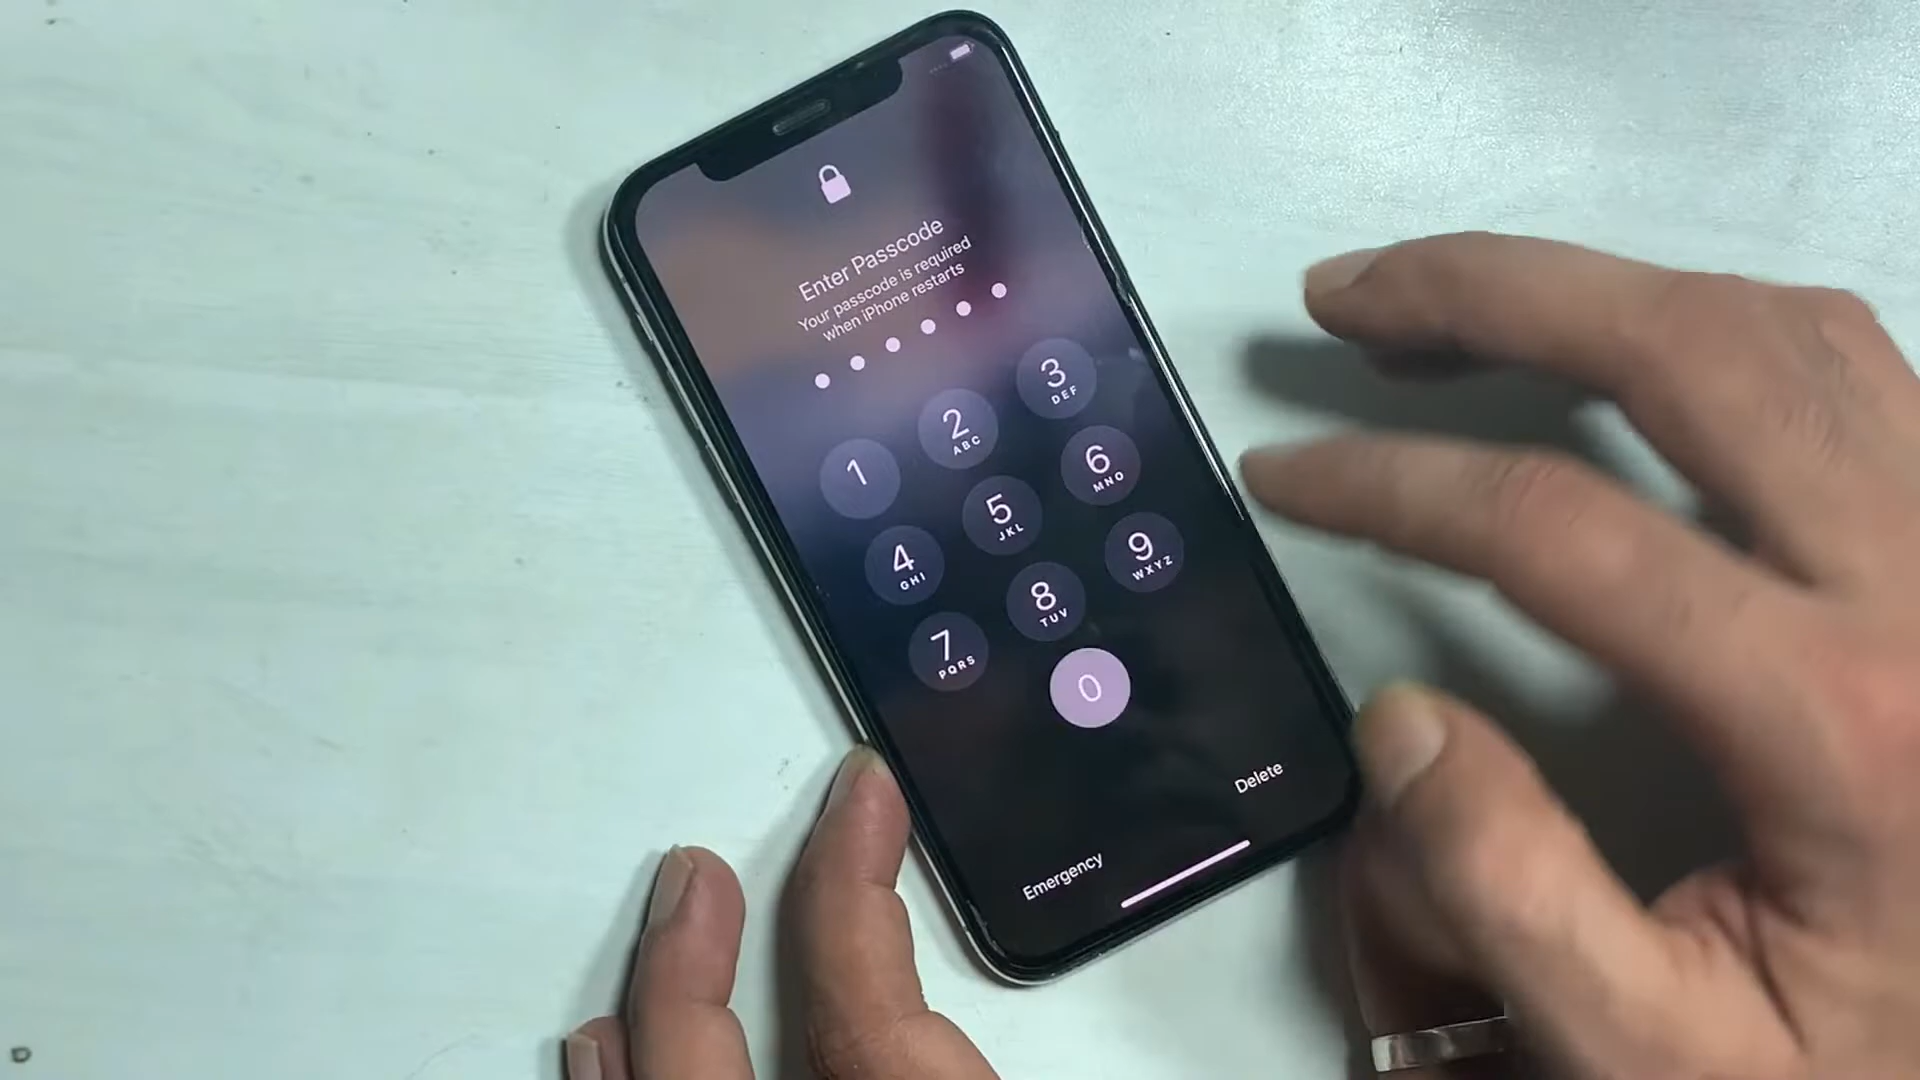 Enter Passcode
Your passcode is required
when iPhone restarts
1
2
ABC
3
DEF
4
GHI
5
JKL
6
MNO
7
PQRS
8
TUV
9
WXYZ
0
Emergency
Delete